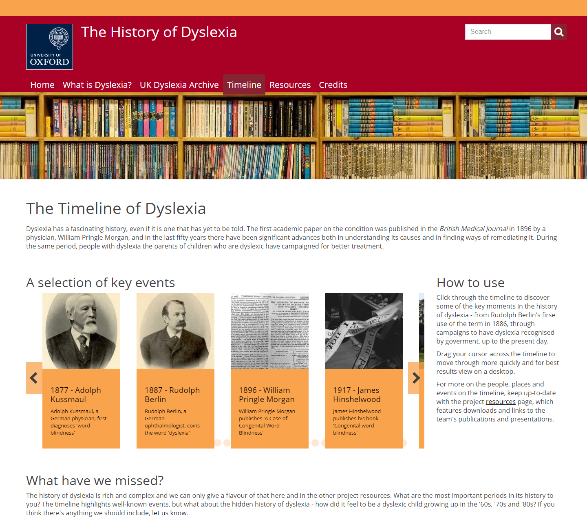 UNIVERSITY OF
OXFORD
The History of Dyslexia
Search
Home What is Dyslexia? UK Dyslexia Archive Timeline Resources Credits
The Timeline of Dyslexia
Dyslexia has a fascinating history, even if it is one that has yet to be told. The first academic paper on the condition was published in the British Medical Journal in 1896 by a
physician, William Pringle Morgan, and in the last fifty years there have been significant advances both in understanding its causes and in finding ways of remediating it. During
the same period, people with dyslexia the parents of children who are dyslexic have campaigned for better treatment.
A selection of key events
1877 - Adolph
Kussmaul
Adolph Kussmaul, a
German physician, first
diagnoses 'word
blindness'
1887 - Rudolph
Berlin
Rudolph Berlin, a
German
ophthalmologist, coins
the word 'dyslexia'
1896 - William
Pringle Morgan
William Pringle Morgan
publishes 'A Case of
Congenital Word
Blindness'
1917 - James
Hinshelwood
James Hinshelwood
publishes his book
'Congenital word
blindness'
How to use
Click through the timeline to discover
some of the key moments in the history
of dyslexia - from Rudolph Berlin's firse
use of the term in 1886, through
campaigns to have dyslexia recognised
by goverment, up to the present day.
Drag your cursor across the timeline to
move through more quickly and for best
results view on a desktop.
For more on the people, places and
events on the timeline, keep up-to-date
with the project resources page, which
features downloads and links to the
team's publications and presentations.
What have we missed?
The history of dyslexia is rich and complex and we can only give a flavour of that here and in the other project resources. What are the most important periods in its history to
you? The timeline highlights well-known events, but what about the hidden history of dyslexia - how did it feel to be a dyslexic child growing up in the '60s, '70s and '80s? If you
think there's anything we should include, let us know.